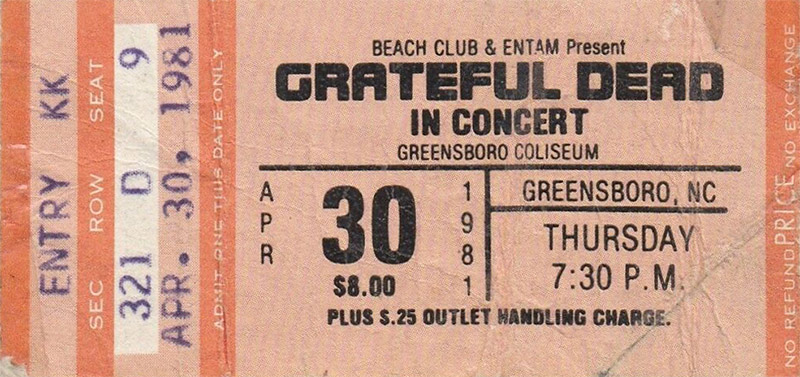 ENTRY KK
SEC ROW SEAT
321 D 9
APR. 30, 1981
ADMIT ONE THIS DATE ONLY
BEACH CLUB & ENTAM Present
GRATEFUL DEAD
IN CONCERT
GREENSBORO COLISEUM
APR 30 1981
$8.00
GREENSBORO, NC
THURSDAY
7:30 P.M.
PLUS $.25 OUTLET HANDLING CHARGE.
PRICE
NO REFUND NO EXCHANGE